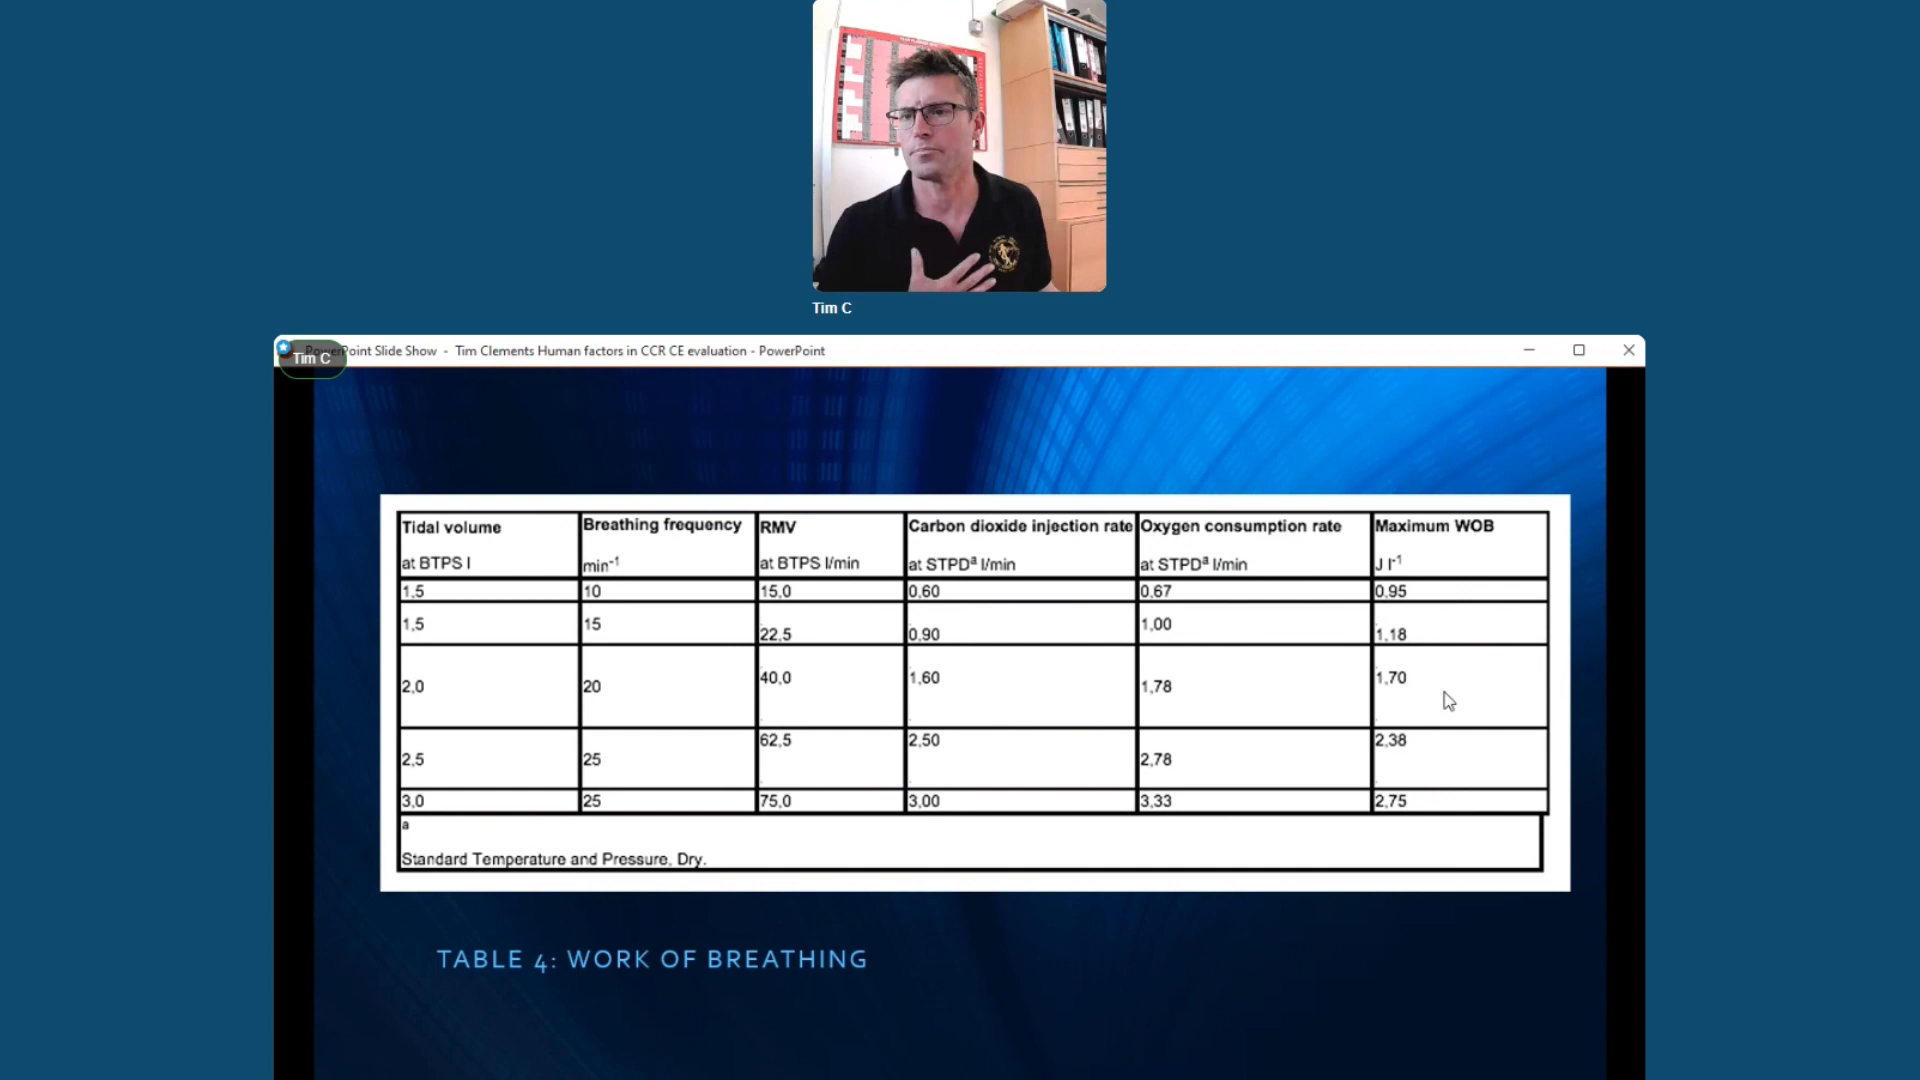 Tim C
Tim C
PowerPoint Slide Show - Tim Clements Human factors in CCR CE evaluation - PowerPoint
Tidal volume Breathing frequency RMV Carbon dioxide injection rate Oxygen consumption rate Maximum WOB
at BTPS l min-1 at BTPS l/min at STPDa l/min at STPDa l/min J l-1
1,5 10 15,0 0,60 0,67 0,95
1,5 15 22,5 0,90 1,00 1,18
2,0 20 40,0 1,60 1,78 1,70
2,5 25 62,5 2,50 2,78 2,38
3,0 25 75,0 3,00 3,33 2,75
a
Standard Temperature and Pressure, Dry.
TABLE 4: WORK OF BREATHING